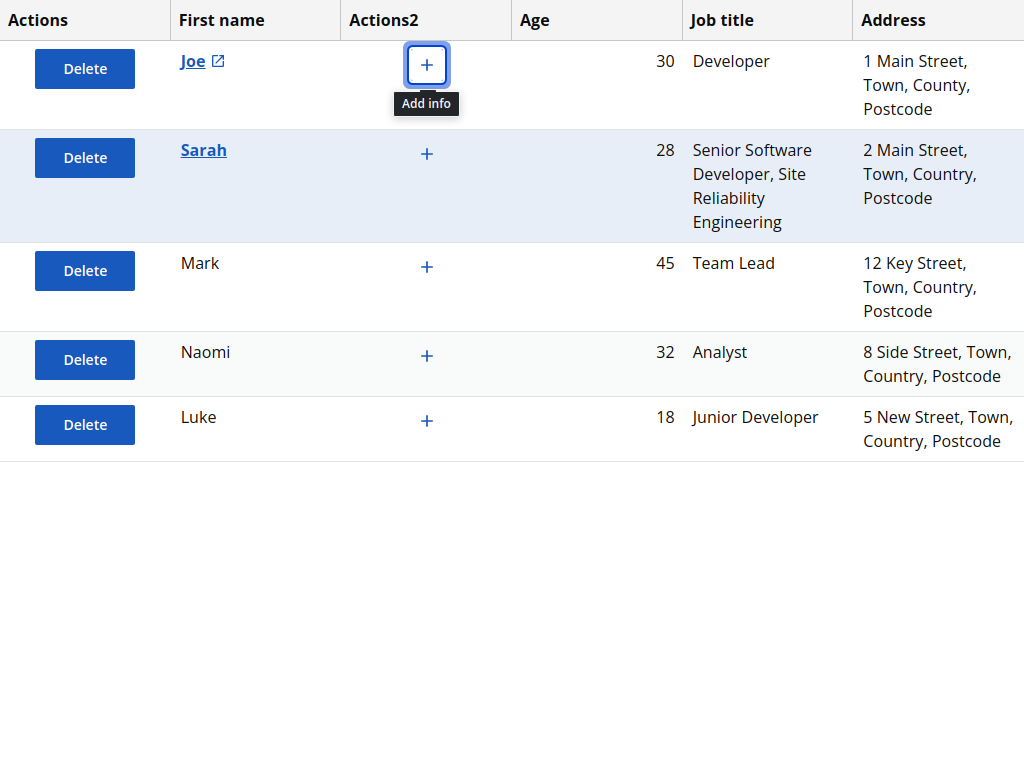 Actions First name Actions2 Age Job title Address
Delete Joe 30 Developer 1 Main Street,
Town, County,
Add info Postcode
Delete Sarah 28 Senior Software 2 Main Street,
Developer, Site Town, Country,
Reliability Postcode
Engineering
Delete Mark 45 Team Lead 12 Key Street,
Town, Country,
Postcode
Delete Naomi 32 Analyst 8 Side Street, Town,
Country, Postcode
Delete Luke 18 Junior Developer 5 New Street, Town,
Country, Postcode